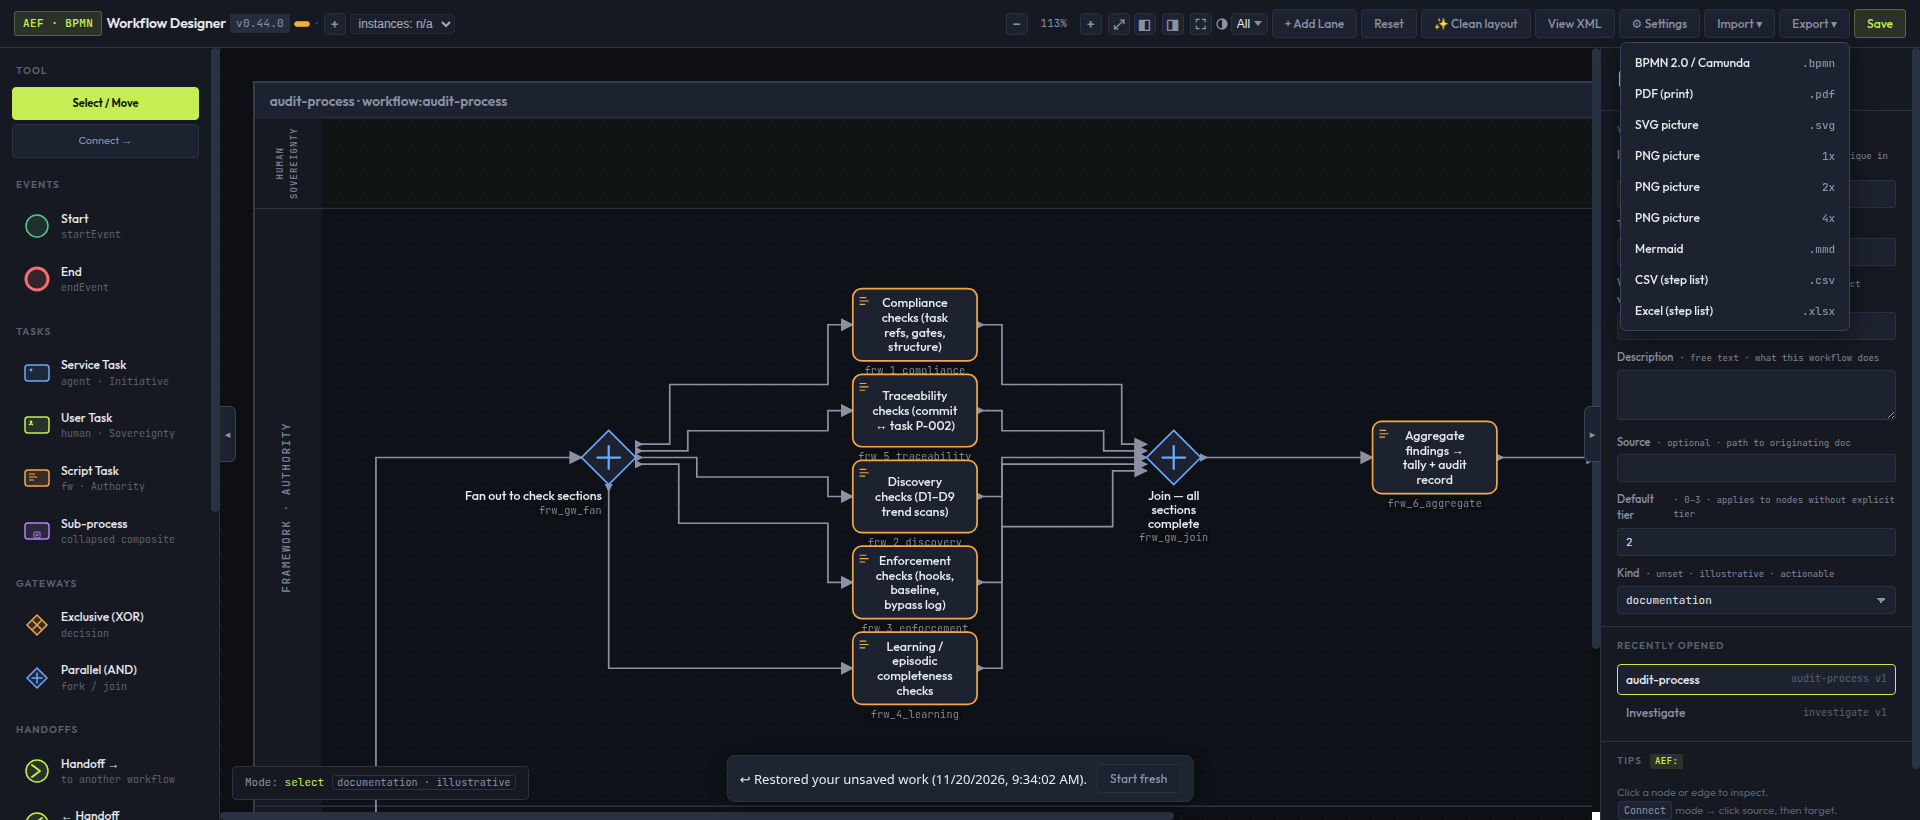 AEF · BPMN Workflow Designer v0.44.0 · + instances: n/a
− 113% + All + Add Lane Reset ✨ Clean layout View XML ⚙ Settings Import ▾ Export ▾ Save
TOOL
Select / Move
Connect →
EVENTS
Start
startEvent
End
endEvent
TASKS
Service Task
agent · Initiative
User Task
human · Sovereignty
Script Task
fw · Authority
Sub-process
collapsed composite
GATEWAYS
Exclusive (XOR)
decision
Parallel (AND)
fork / join
HANDOFFS
Handoff →
to another workflow
← Handoff
audit-process · workflow:audit-process
HUMAN
SOVEREIGNTY
FRAMEWORK · AUTHORITY
Fan out to check sections
frw_gw_fan
Compliance
checks (task
refs, gates,
structure)
frw_1_compliance
Traceability
checks (commit
↔ task P-002)
frw_5_traceability
Discovery
checks (D1–D9
trend scans)
frw_2_discovery
Enforcement
checks (hooks,
baseline,
bypass log)
frw_3_enforcement
Learning /
episodic
completeness
checks
frw_4_learning
Join — all
sections
complete
frw_gw_join
Aggregate
findings →
tally + audit
record
frw_6_aggregate
Mode: select documentation · illustrative
↩ Restored your unsaved work (11/20/2026, 9:34:02 AM). Start fresh
BPMN 2.0 / Camunda .bpmn
PDF (print) .pdf
SVG picture .svg
PNG picture 1x
PNG picture 2x
PNG picture 4x
Mermaid .mmd
CSV (step list) .csv
Excel (step list) .xlsx
ique in
ct
Description · free text · what this workflow does
Source · optional · path to originating doc
Default tier · 0-3 · applies to nodes without explicit tier
2
Kind · unset · illustrative · actionable
documentation
RECENTLY OPENED
audit-process audit-process v1
Investigate investigate v1
TIPS AEF:
Click a node or edge to inspect.
Connect mode → click source, then target.